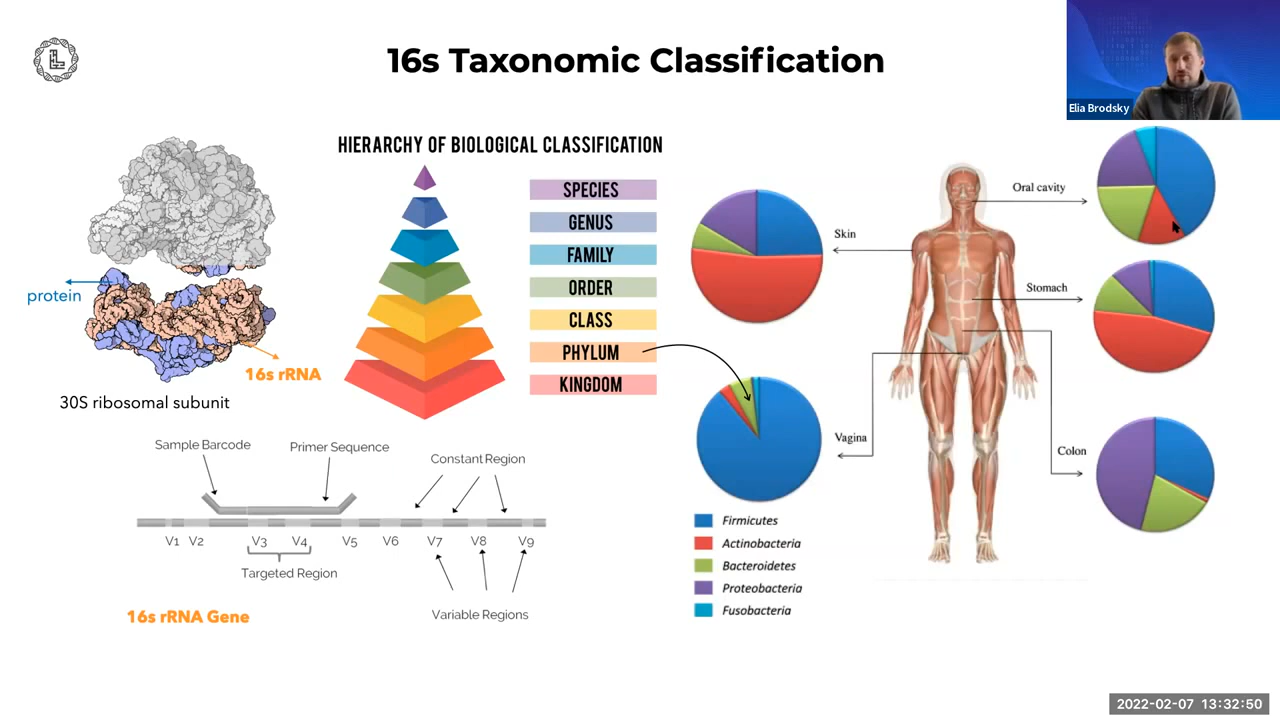 16s Taxonomic Classification
Elia Brodsky
HIERARCHY OF BIOLOGICAL CLASSIFICATION
SPECIES
GENUS
FAMILY
ORDER
CLASS
PHYLUM
KINGDOM
protein
16s rRNA
30S ribosomal subunit
Sample Barcode
Primer Sequence
Constant Region
V1 V2 V3 V4 V5 V6 V7 V8 V9
Targeted Region
Variable Regions
16s rRNA Gene
Oral cavity
Skin
Stomach
Vagina
Colon
Firmicutes
Actinobacteria
Bacteroidetes
Proteobacteria
Fusobacteria
2022-02-07 13:32:50